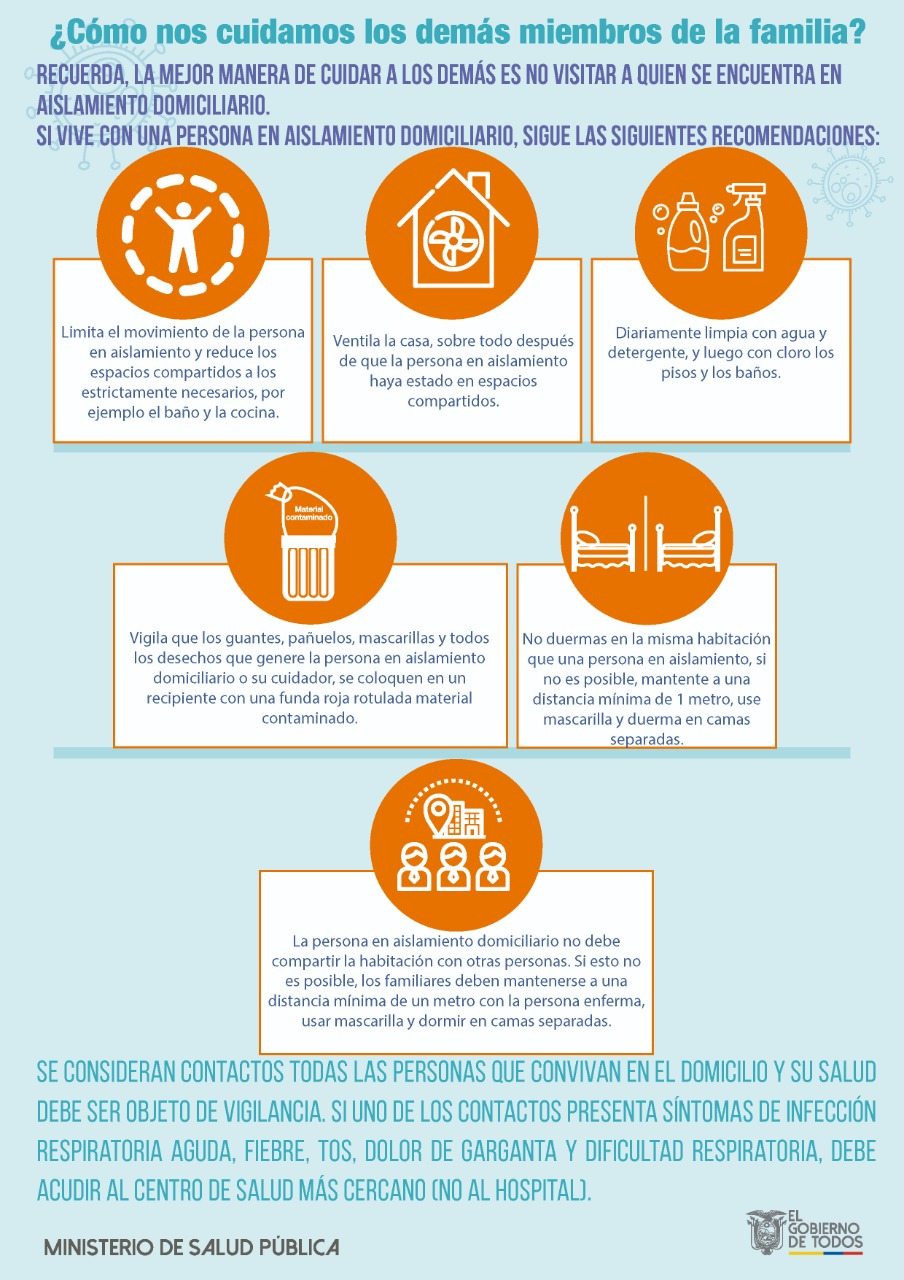 ¿Cómo nos cuidamos los demás miembros de la familia?
RECUERDA, LA MEJOR MANERA DE CUIDAR A LOS DEMÁS ES NO VISITAR A QUIEN SE ENCUENTRA EN
AISLAMIENTO DOMICILIARIO.
SI VIVE CON UNA PERSONA EN AISLAMIENTO DOMICILIARIO, SIGUE LAS SIGUIENTES RECOMENDACIONES:
Limita el movimiento de la persona
en aislamiento y reduce los
espacios compartidos a los
estrictamente necesarios, por
ejemplo el baño y la cocina.
Ventila la casa, sobre todo después
de que la persona en aislamiento
haya estado en espacios
compartidos.
Diariamente limpia con agua y
detergente, y luego con cloro los
pisos y los baños.
Material
contaminado
Vigila que los guantes, pañuelos, mascarillas y todos
los desechos que genere la persona en aislamiento
domiciliario o su cuidador, se coloquen en un
recipiente con una funda roja rotulada material
contaminado.
No duermas en la misma habitación
que una persona en aislamiento, si
no es posible, mantente a una
distancia mínima de 1 metro, use
mascarilla y duerma en camas
separadas.
La persona en aislamiento domiciliario no debe
compartir la habitación con otras personas. Si esto no
es posible, los familiares deben mantenerse a una
distancia mínima de un metro con la persona enferma,
usar mascarilla y dormir en camas separadas.
SE CONSIDERAN CONTACTOS TODAS LAS PERSONAS QUE CONVIVAN EN EL DOMICILIO Y SU SALUD
DEBE SER OBJETO DE VIGILANCIA. SI UNO DE LOS CONTACTOS PRESENTA SÍNTOMAS DE INFECCIÓN
RESPIRATORIA AGUDA, FIEBRE, TOS, DOLOR DE GARGANTA Y DIFICULTAD RESPIRATORIA, DEBE
ACUDIR AL CENTRO DE SALUD MÁS CERCANO (NO AL HOSPITAL).
MINISTERIO DE SALUD PÚBLICA
EL
GOBIERNO
DE TODOS